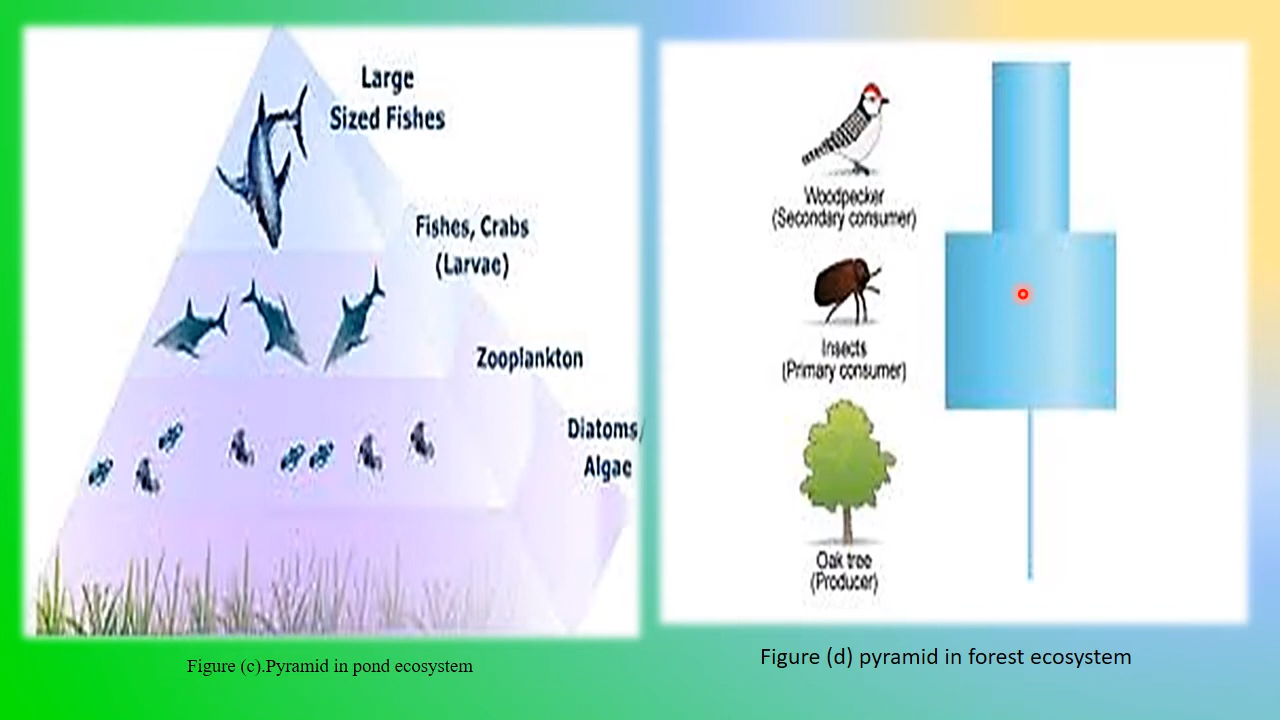 Large
Sized Fishes
Fishes, Crabs
(Larvae)
Zooplankton
Diatoms/
Algae
Figure (c).Pyramid in pond ecosystem
Woodpecker
(Secondary consumer)
Insects
(Primary consumer)
Oak tree
(Producer)
Figure (d) pyramid in forest ecosystem